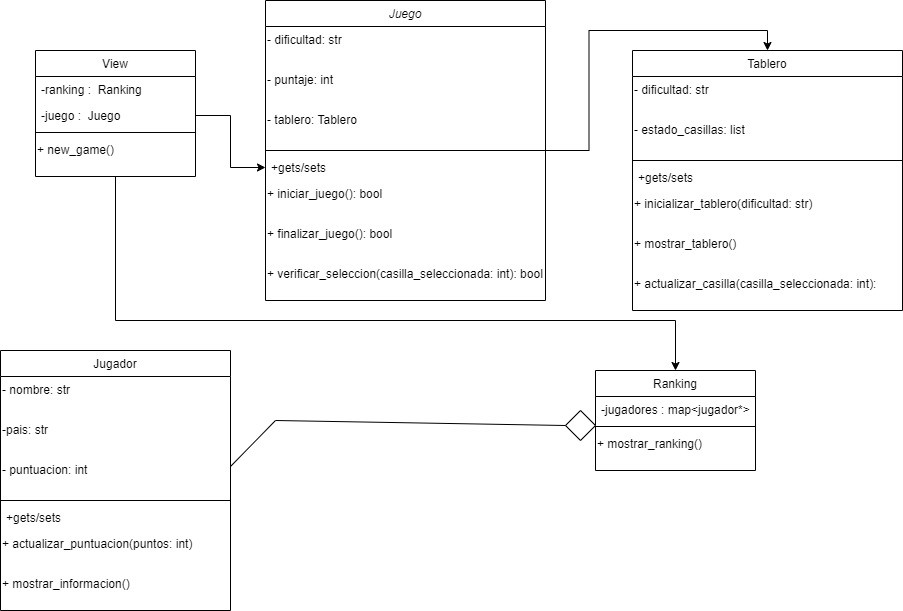 Juego
- dificultad: str
- puntaje: int
- tablero: Tablero
+gets/sets
+ iniciar_juego(): bool
+ finalizar_juego(): bool
+ verificar_seleccion(casilla_seleccionada: int): bool
View
-ranking : Ranking
-juego : Juego
+ new_game()
Tablero
- dificultad: str
- estado_casillas: list
+gets/sets
+ inicializar_tablero(dificultad: str)
+ mostrar_tablero()
+ actualizar_casilla(casilla_seleccionada: int):
Jugador
- nombre: str
-pais: str
- puntuacion: int
+gets/sets
+ actualizar_puntuacion(puntos: int)
+ mostrar_informacion()
Ranking
-jugadores : map<jugador*>
+ mostrar_ranking()